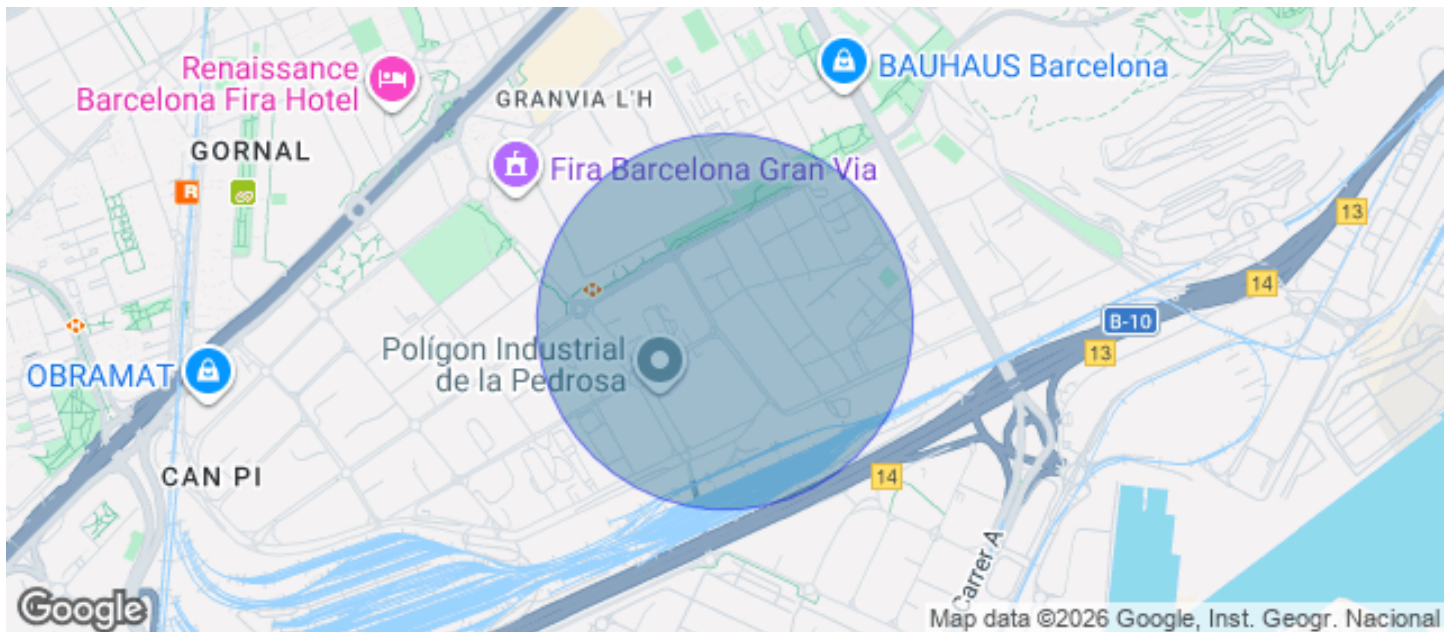 Renaissance
Barcelona Fira Hotel
BAUHAUS Barcelona
GRANVIA L'H
GORNAL
Fira Barcelona Gran Via
R
13
14
B-10
13
Polígon Industrial
de la Pedrosa
OBRAMAT
CAN PI
14
Carrer A
Google
Map data ©2026 Google, Inst. Geogr. Nacional